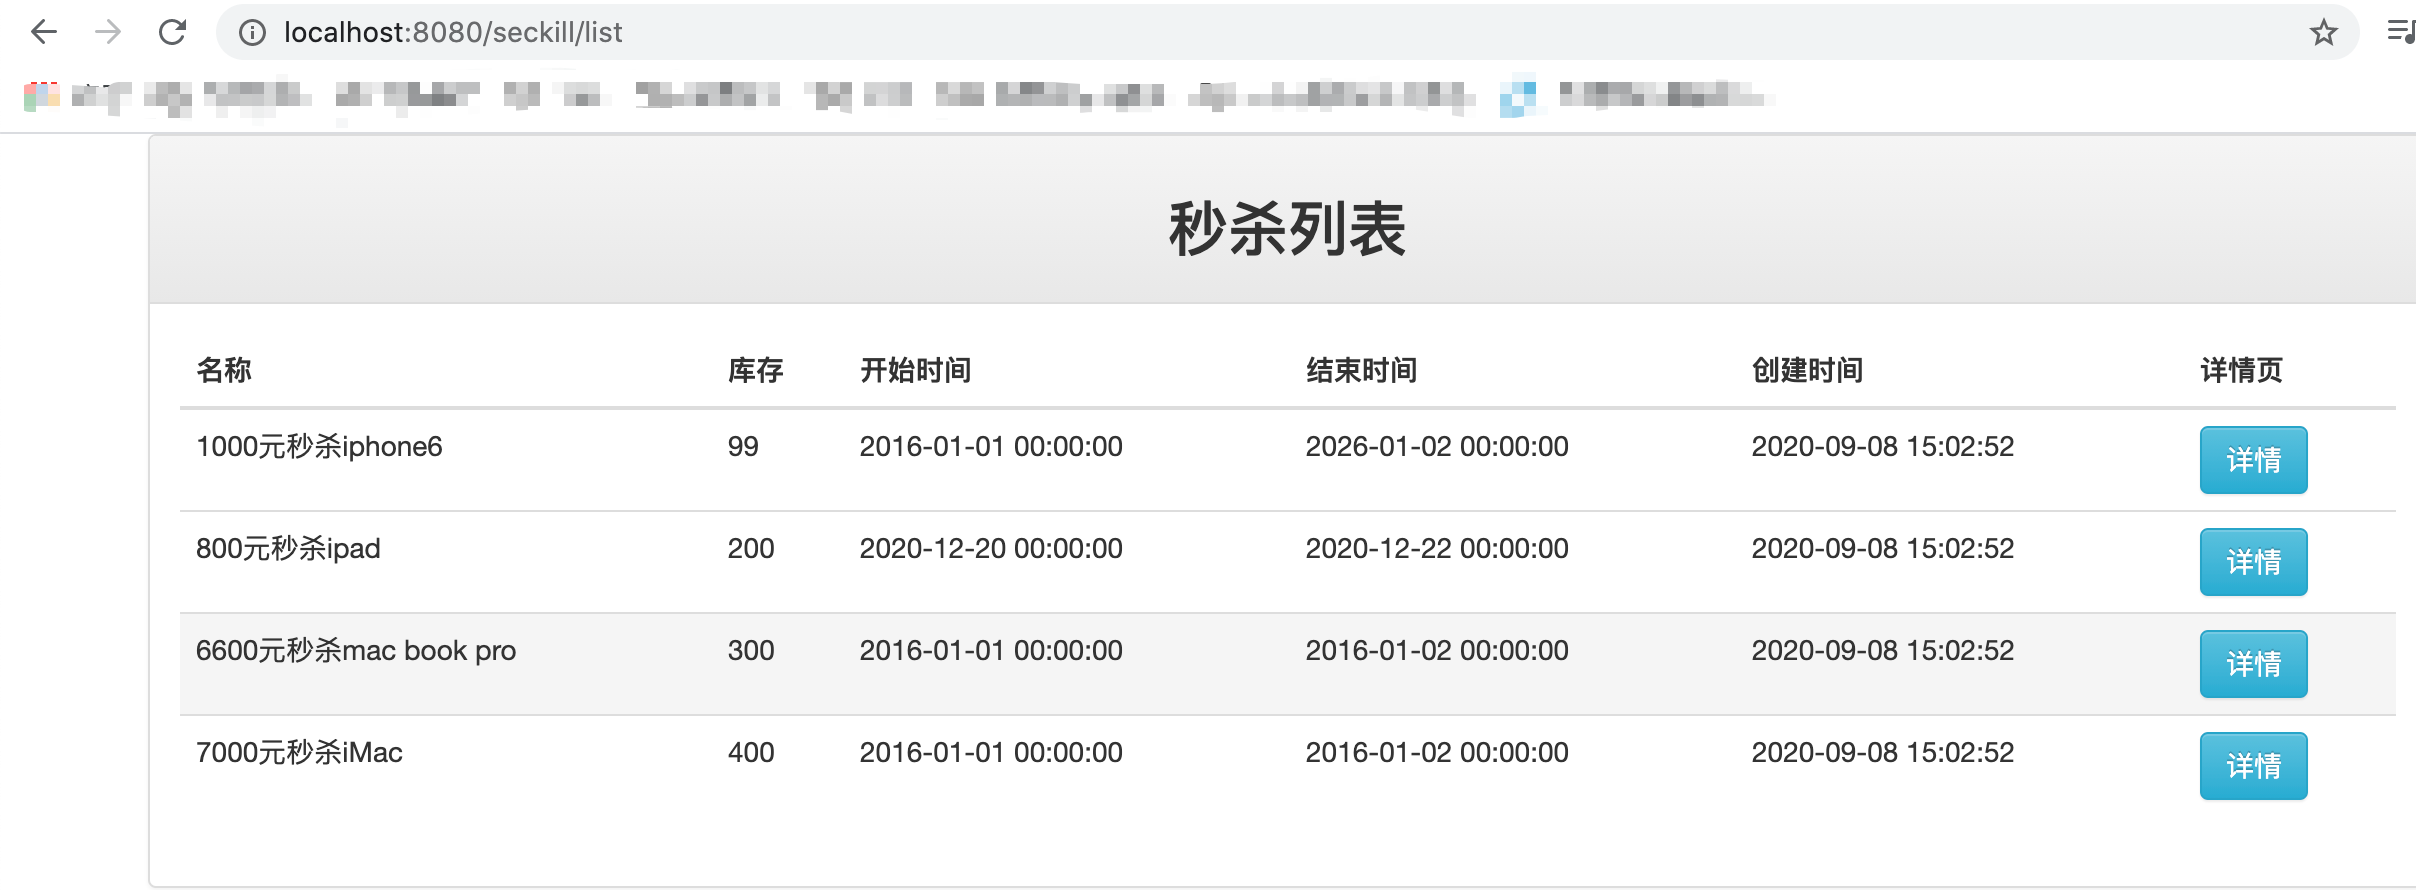 localhost:8080/seckill/list
秒杀列表
名称 库存 开始时间 结束时间 创建时间 详情页
1000元秒杀iphone6 99 2016-01-01 00:00:00 2026-01-02 00:00:00 2020-09-08 15:02:52 详情
800元秒杀ipad 200 2020-12-20 00:00:00 2020-12-22 00:00:00 2020-09-08 15:02:52 详情
6600元秒杀mac book pro 300 2016-01-01 00:00:00 2016-01-02 00:00:00 2020-09-08 15:02:52 详情
7000元秒杀iMac 400 2016-01-01 00:00:00 2016-01-02 00:00:00 2020-09-08 15:02:52 详情